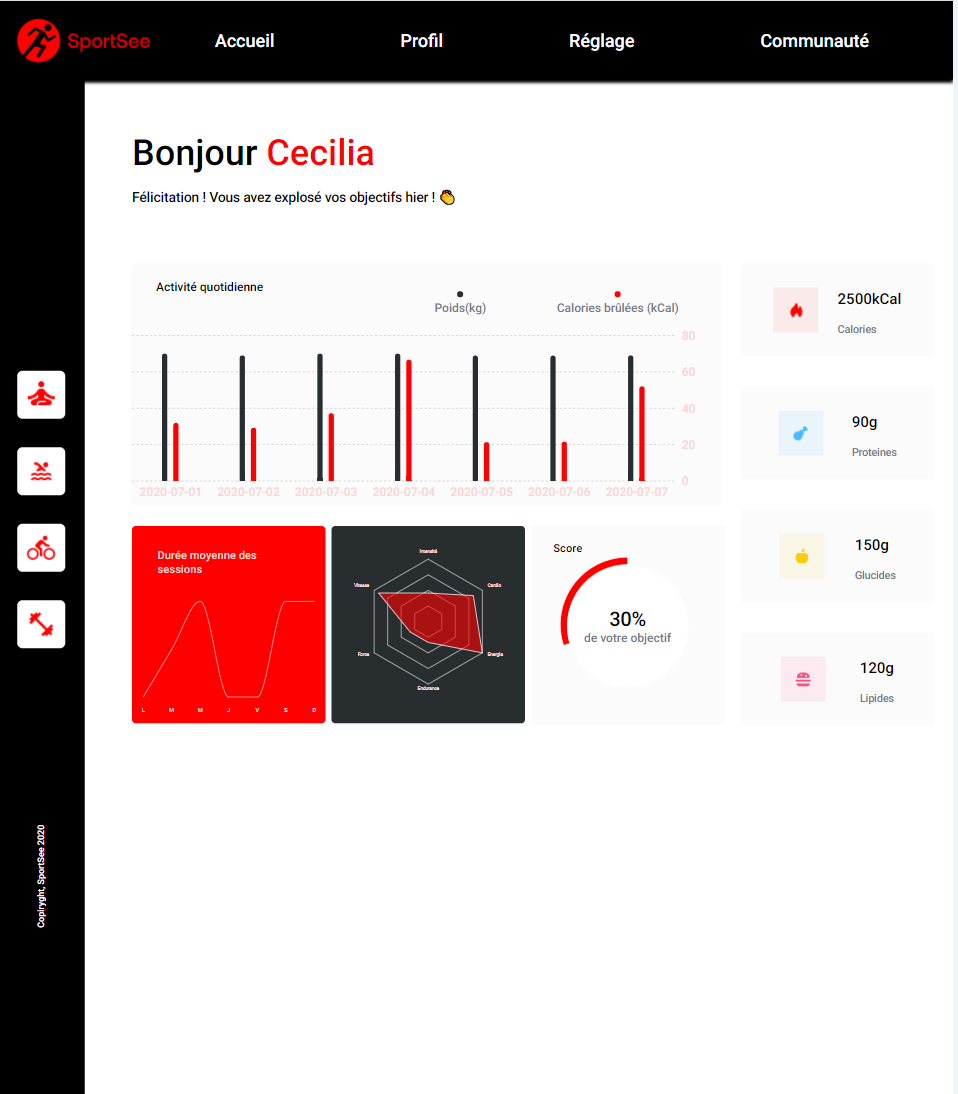 SportSee
Accueil
Profil
Réglage
Communauté
Bonjour Cecilia
Félicitation ! Vous avez explosé vos objectifs hier ! 👏
Activité quotidienne
Poids(kg)
Calories brûlées (kCal)
80
60
40
20
0
2020-07-01
2020-07-02
2020-07-03
2020-07-04
2020-07-05
2020-07-06
2020-07-07
2500kCal
Calories
90g
Proteines
150g
Glucides
120g
Lipides
Durée moyenne des
sessions
L
M
M
J
V
S
D
Intensité
Cardio
Energie
Endurance
Force
Vitesse
Score
30%
de votre objectif
Copiryght, SportSee 2020